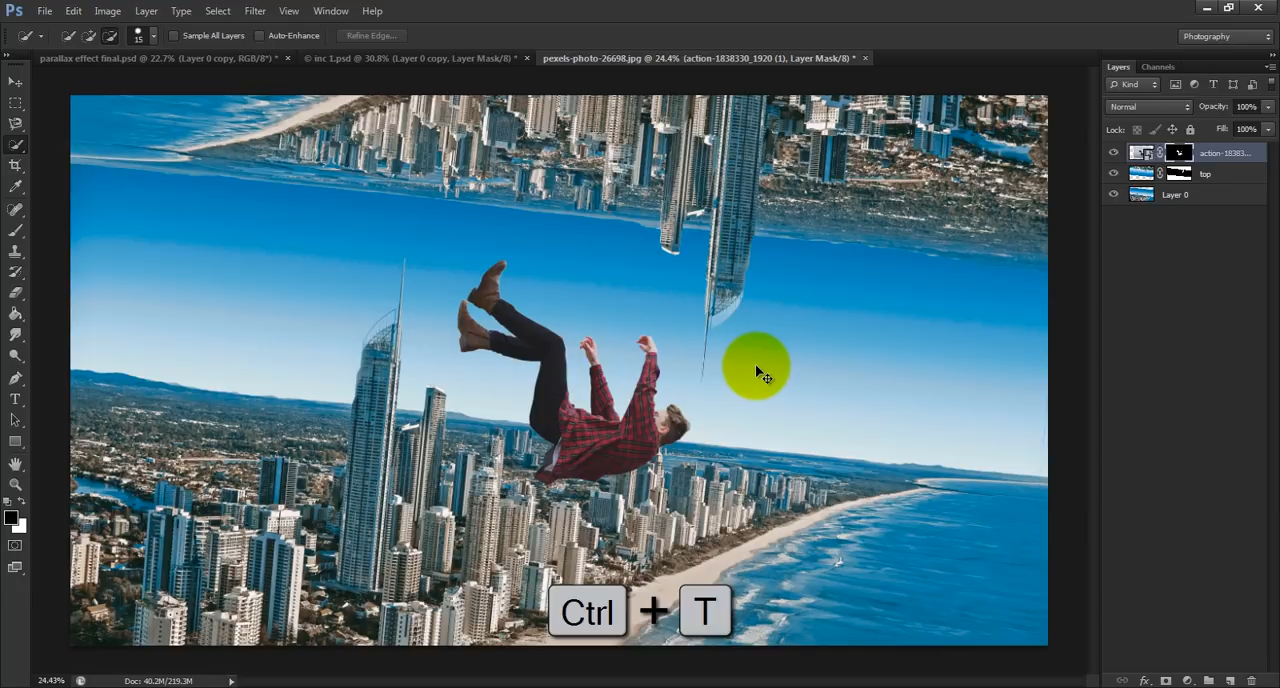 Ps File Edit Image Layer Type Select Filter View Window Help
15 Sample All Layers Auto-Enhance Refine Edge... Photography
parallax effect final.psd @ 22.7% (Layer 0 copy, RGB/8*) * × © inc 1.psd @ 30.8% (Layer 0 copy, Layer Mask/8) * × pexels-photo-26698.jpg @ 24.4% (action-1838330_1920 (1), Layer Mask/8) * ×
Layers Channels
Kind
Normal Opacity: 100%
Lock: Fill: 100%
action-18383...
top
Layer 0
Ctrl + T
24.43% Doc: 40.2M/219.3M